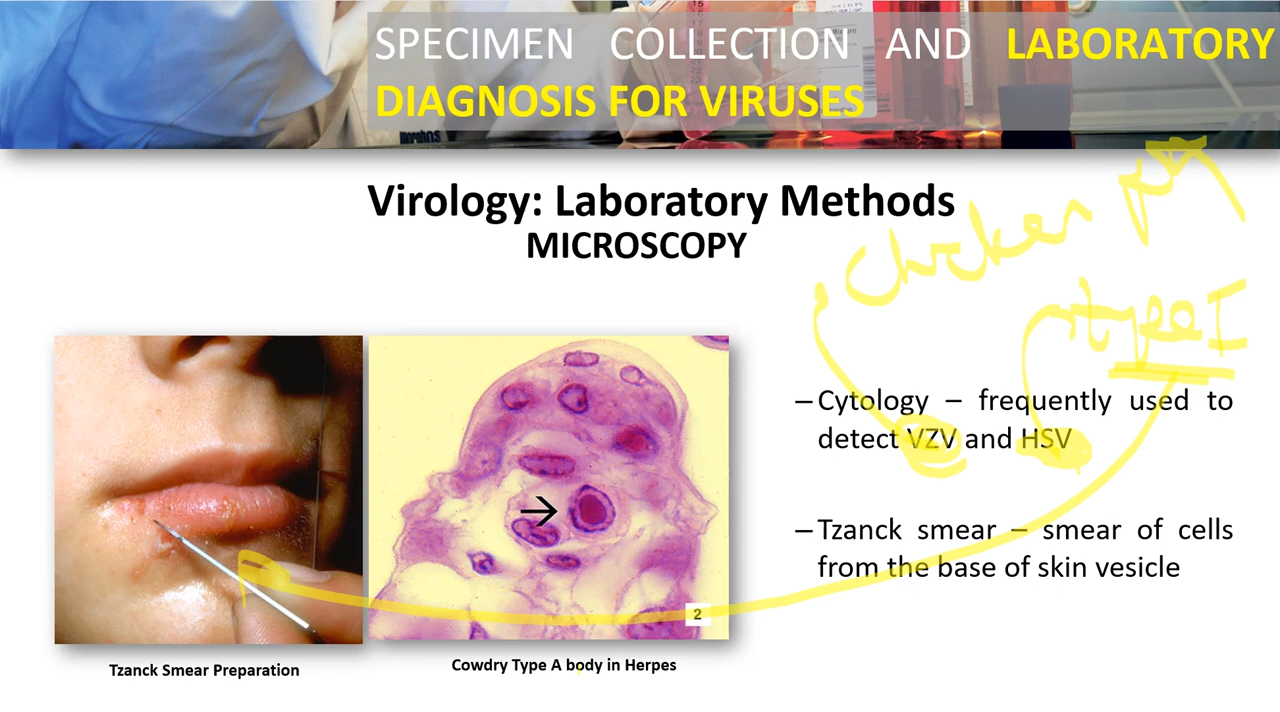 SPECIMEN COLLECTION AND LABORATORY
DIAGNOSIS FOR VIRUSES
Virology: Laboratory Methods
MICROSCOPY
Chicken pox
type I
– Cytology – frequently used to
detect VZV and HSV
– Tzanck smear – smear of cells
from the base of skin vesicle
2
Tzanck Smear Preparation
Cowdry Type A body in Herpes